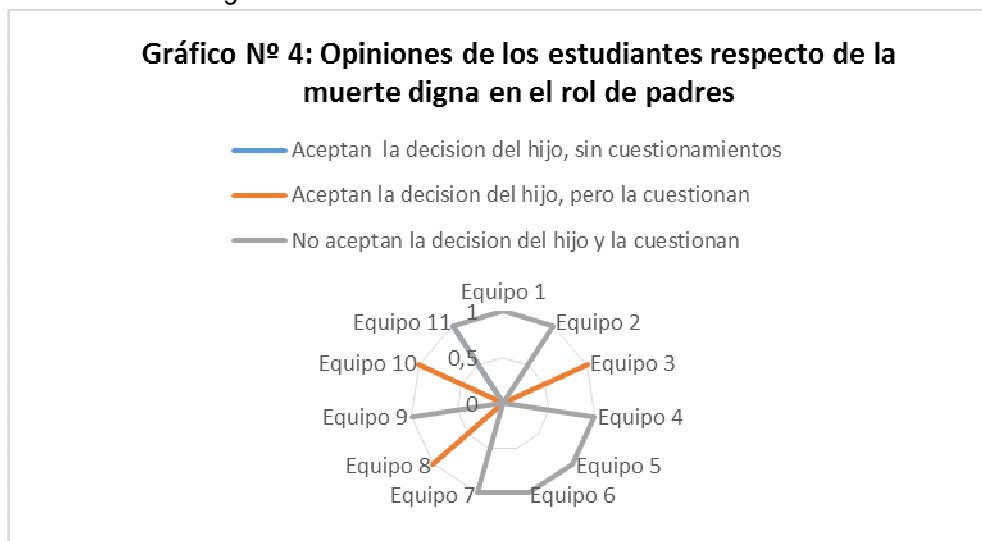 Gráfico Nº 4: Opiniones de los estudiantes respecto de la
muerte digna en el rol de padres
Aceptan la decision del hijo, sin cuestionamientos
Aceptan la decision del hijo, pero la cuestionan
No aceptan la decision del hijo y la cuestionan
Equipo 1
1
Equipo 11
Equipo 2
0,5
Equipo 10
Equipo 3
0
Equipo 9
Equipo 4
Equipo 8
Equipo 5
Equipo 7
Equipo 6